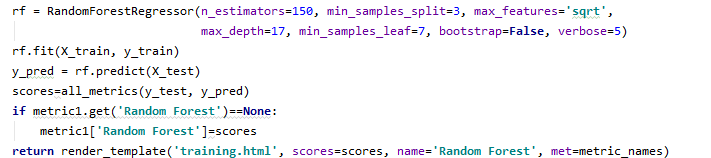 rf = RandomForestRegressor(n_estimators=150, min_samples_split=3, max_features='sqrt',
max_depth=17, min_samples_leaf=7, bootstrap=False, verbose=5)
rf.fit(X_train, y_train)
y_pred = rf.predict(X_test)
scores=all_metrics(y_test, y_pred)
if metric1.get('Random Forest')==None:
metric1['Random Forest']=scores
return render_template('training.html', scores=scores, name='Random Forest', met=metric_names)